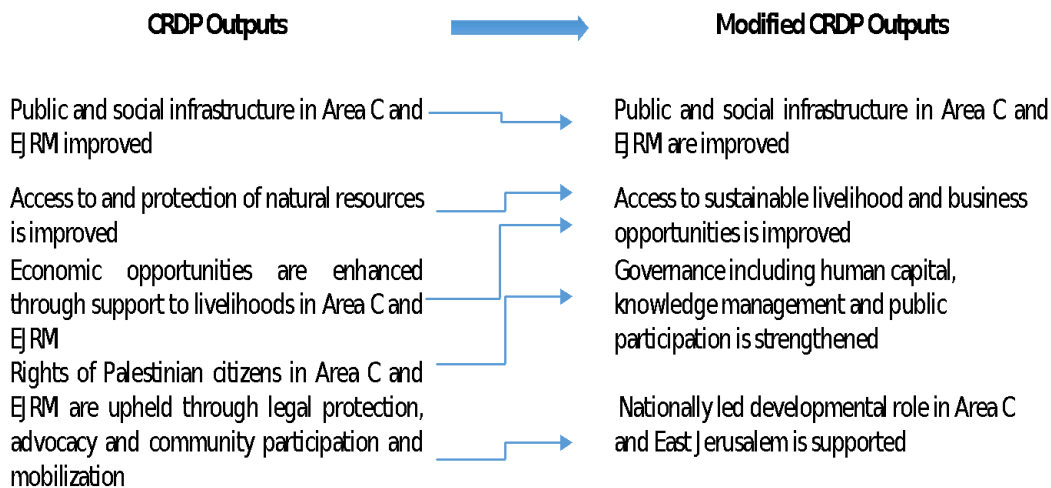 CRDP Outputs
Modified CRDP Outputs
Public and social infrastructure in Area C and
EJRM improved
Access to and protection of natural resources
is improved
Economic opportunities are enhanced
through support to livelihoods in Area C and
EJRM
Rights of Palestinian citizens in Area C and
EJRM are upheld through legal protection,
advocacy and community participation and
mobilization
Public and social infrastructure in Area C and
EJRM are improved
Access to sustainable livelihood and business
opportunities is improved
Governance including human capital,
knowledge management and public
participation is strengthened
Nationally led developmental role in Area C
and East Jerusalem is supported